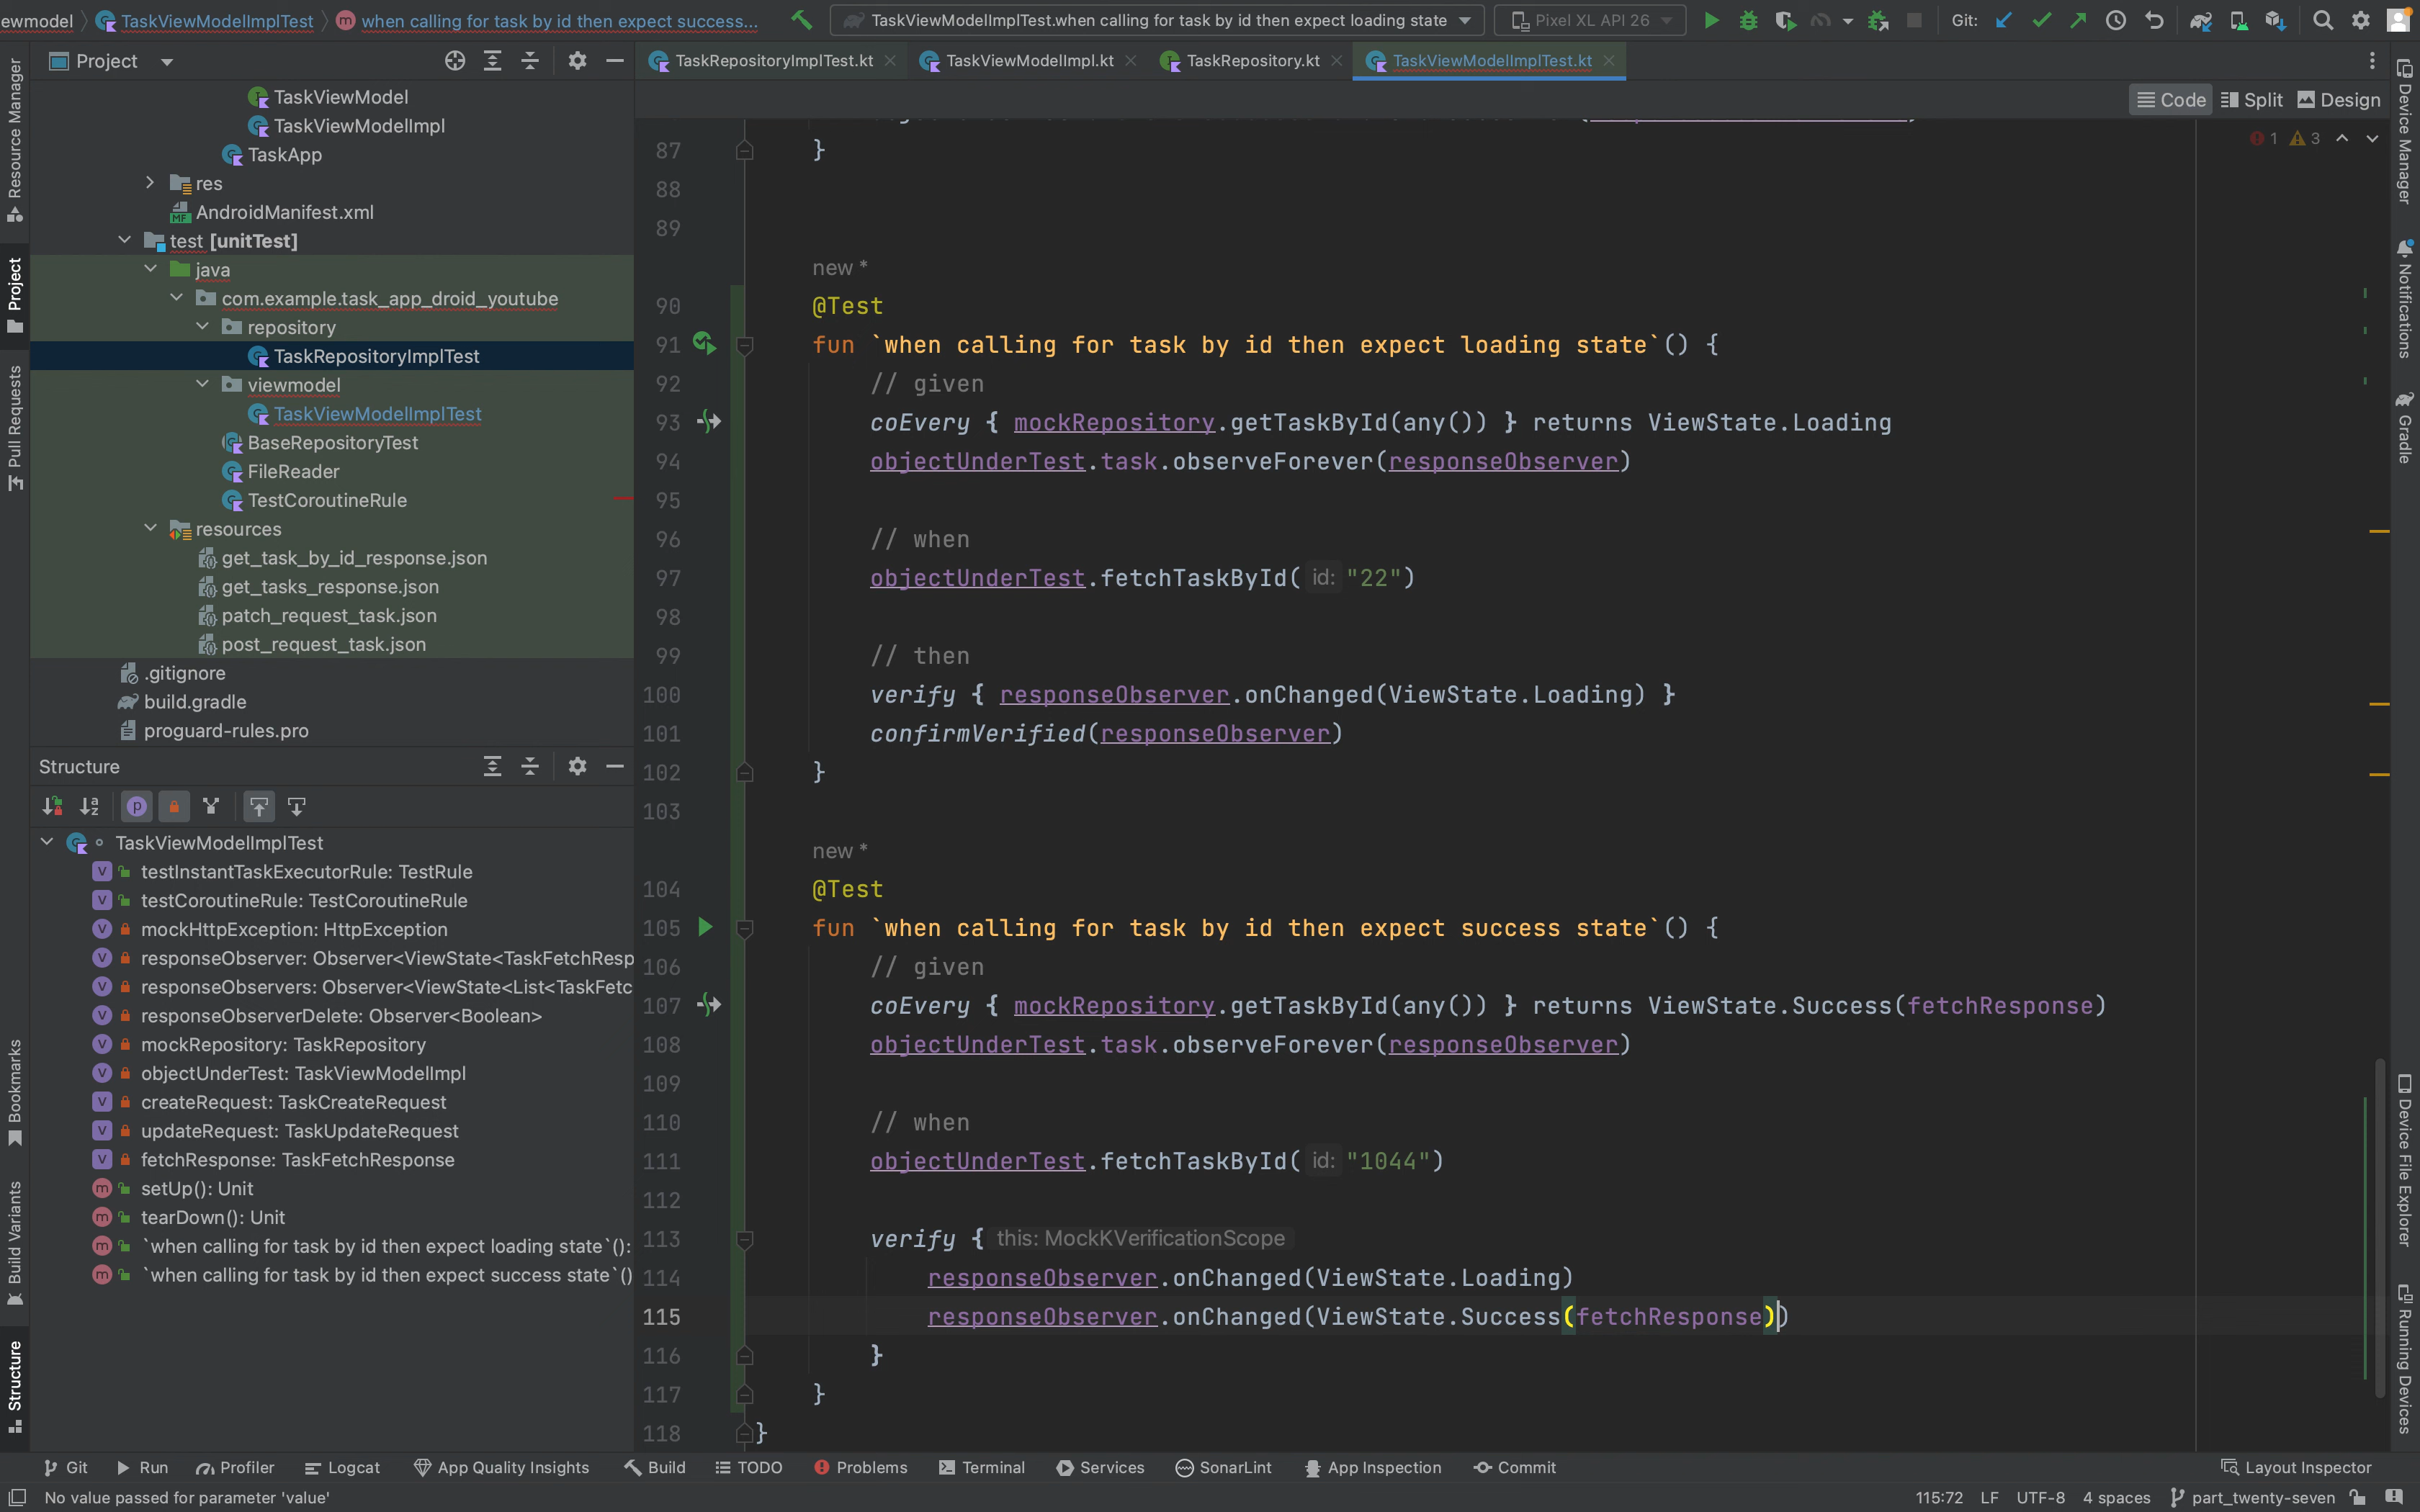 ewmodel
TaskViewModelImplTest
when calling for task by id then expect success...
TaskViewModelImplTest.when calling for task by id then expect loading state
Pixel XL API 26
Git:
Project
TaskRepositoryImplTest.kt
TaskViewModelImpl.kt
TaskRepository.kt
TaskViewModelImplTest.kt
Code
Split
Design
1
3
Resource Manager
Project
Pull Requests
Bookmarks
Build Variants
Structure
TaskViewModel
TaskViewModelImpl
TaskApp
res
MF
AndroidManifest.xml
test [unitTest]
java
com.example.task_app_droid_youtube
repository
TaskRepositoryImplTest
viewmodel
TaskViewModelImplTest
BaseRepositoryTest
FileReader
TestCoroutineRule
resources
get_task_by_id_response.json
get_tasks_response.json
patch_request_task.json
post_request_task.json
.gitignore
build.gradle
proguard-rules.pro
Structure
TaskViewModelImplTest
testInstantTaskExecutorRule: TestRule
testCoroutineRule: TestCoroutineRule
mockHttpException: HttpException
responseObserver: Observer<ViewState<TaskFetchResp
responseObservers: Observer<ViewState<List<TaskFetc
responseObserverDelete: Observer<Boolean>
mockRepository: TaskRepository
objectUnderTest: TaskViewModelImpl
createRequest: TaskCreateRequest
updateRequest: TaskUpdateRequest
fetchResponse: TaskFetchResponse
setUp(): Unit
tearDown(): Unit
`when calling for task by id then expect loading state`():
`when calling for task by id then expect success state`()
87 }
88
89
new *
90 @Test
91 fun `when calling for task by id then expect loading state`() {
92 // given
93 coEvery { mockRepository.getTaskById(any()) } returns ViewState.Loading
94 objectUnderTest.task.observeForever(responseObserver)
95
96 // when
97 objectUnderTest.fetchTaskById( id: "22")
98
99 // then
100 verify { responseObserver.onChanged(ViewState.Loading) }
101 confirmVerified(responseObserver)
102 }
103
new *
104 @Test
105 fun `when calling for task by id then expect success state`() {
106 // given
107 coEvery { mockRepository.getTaskById(any()) } returns ViewState.Success(fetchResponse)
108 objectUnderTest.task.observeForever(responseObserver)
109
110 // when
111 objectUnderTest.fetchTaskById( id: "1044")
112
113 verify { this: MockKVerificationScope
114 responseObserver.onChanged(ViewState.Loading)
115 responseObserver.onChanged(ViewState.Success(fetchResponse))
116 }
117 }
118 }
Device Manager
Notifications
Gradle
Device File Explorer
Running Devices
Git
Run
Profiler
Logcat
App Quality Insights
Build
TODO
Problems
Terminal
Services
SonarLint
App Inspection
Commit
Layout Inspector
No value passed for parameter 'value'
115:72
LF
UTF-8
4 spaces
part_twenty-seven